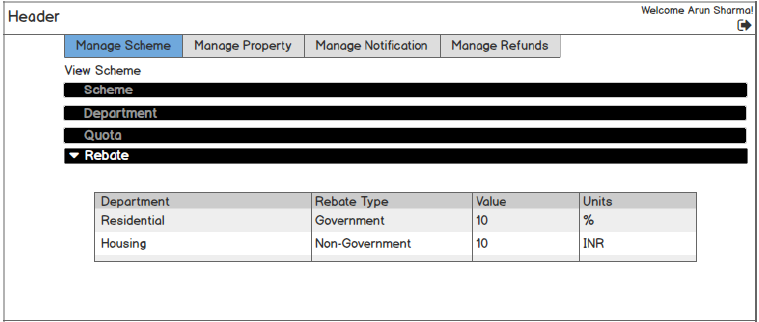 Header
Welcome Arun Sharma!
Manage Scheme Manage Property Manage Notification Manage Refunds
View Scheme
Scheme
Department
Quota
Rebate
Department Rebate Type Value Units
Residential Government 10 %
Housing Non-Government 10 INR